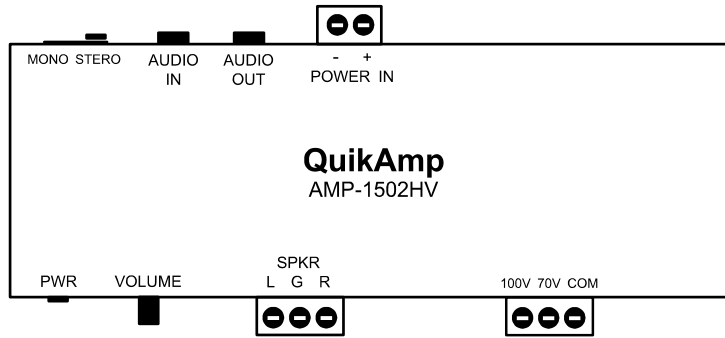 MONO STERO
AUDIO IN
AUDIO OUT
- +
POWER IN
QuikAmp
AMP-1502HV
PWR
VOLUME
SPKR
L G R
100V 70V COM